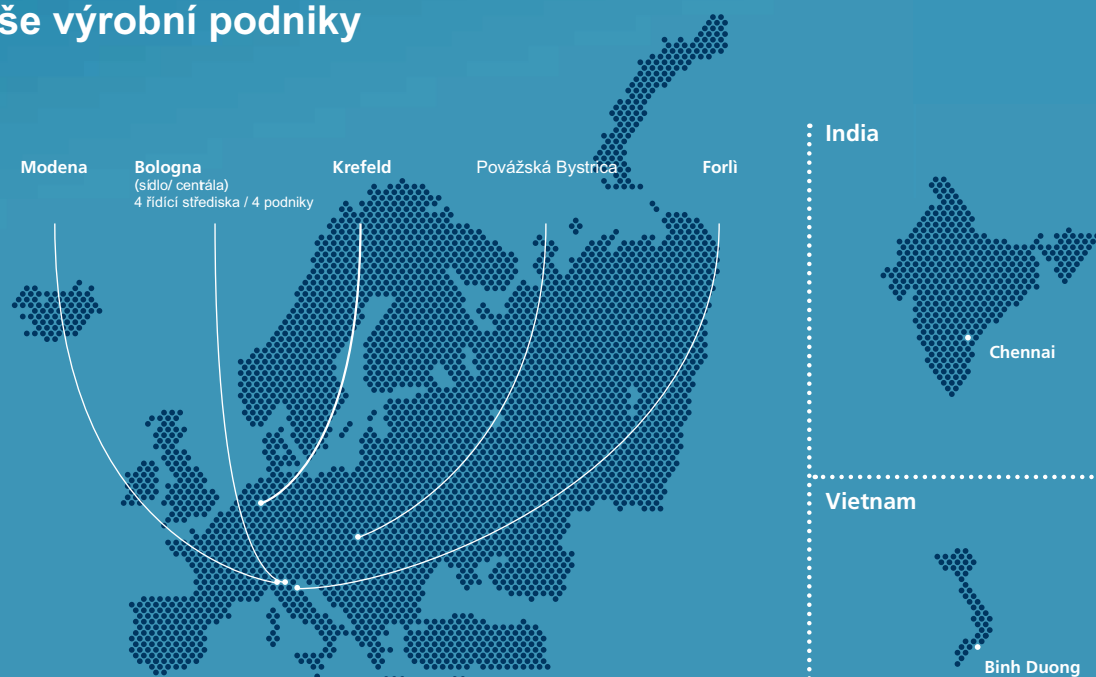 še výrobní podniky
Modena
Bologna
(sídlo/ centála)
4 řídící střediska / 4 podniky
Krefeld
Povážská Bystrica
Forlì
India
Chennai
Vietnam
Binh Duong